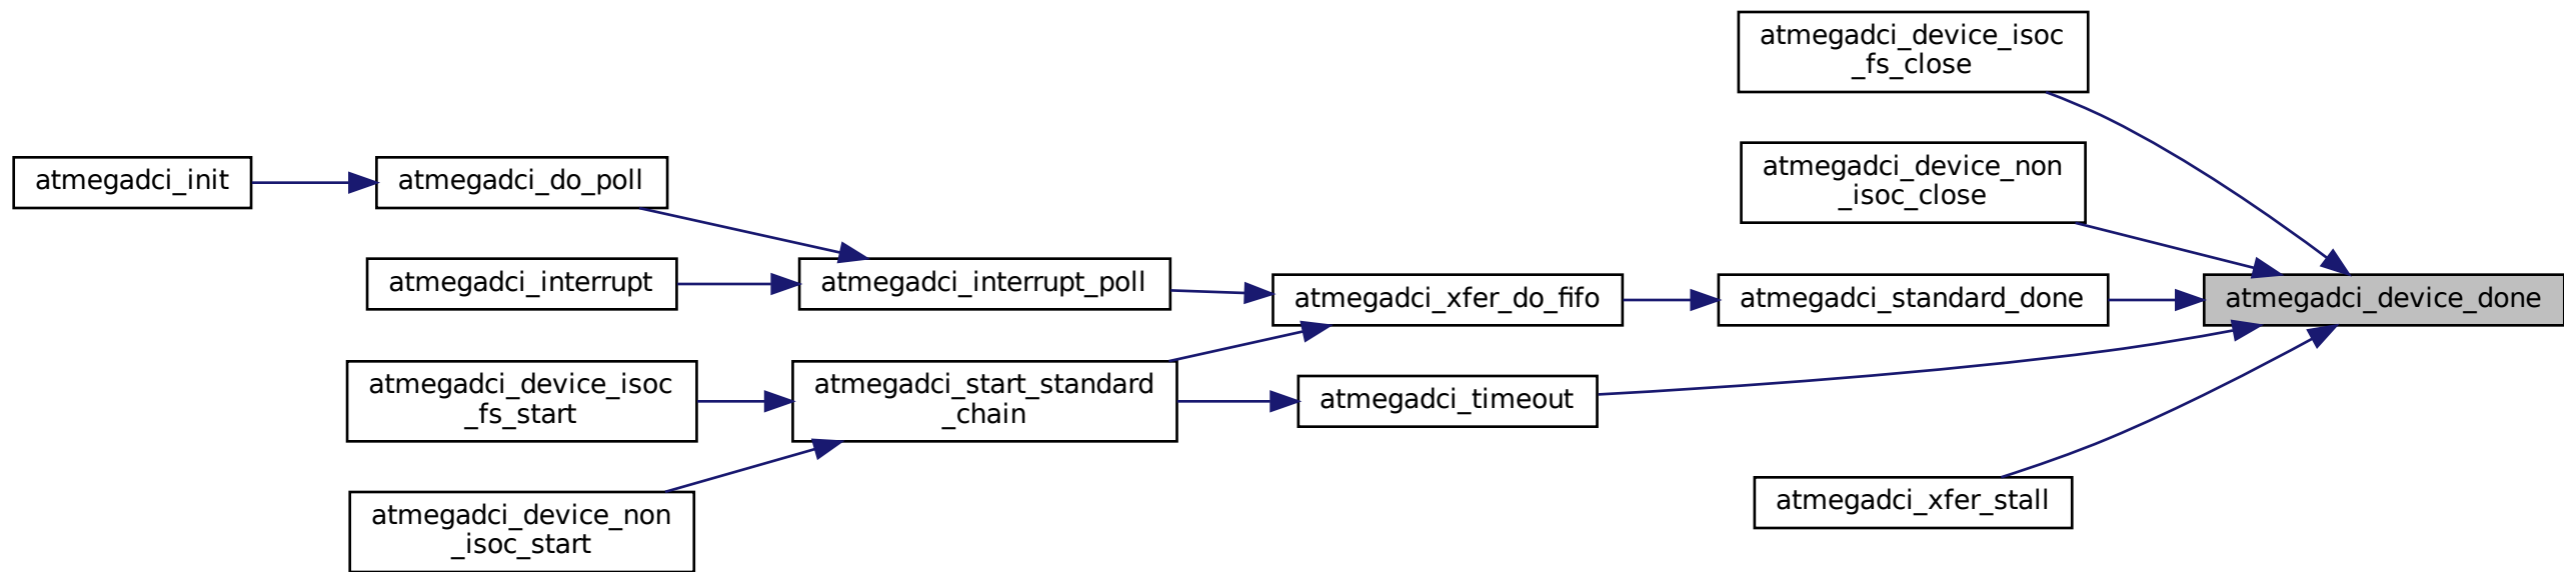 atmegadci_device_isoc
_fs_close
atmegadci_device_non
_isoc_close
atmegadci_init
atmegadci_do_poll
atmegadci_interrupt
atmegadci_interrupt_poll
atmegadci_xfer_do_fifo
atmegadci_standard_done
atmegadci_device_done
atmegadci_device_isoc
_fs_start
atmegadci_start_standard
_chain
atmegadci_timeout
atmegadci_xfer_stall
atmegadci_device_non
_isoc_start